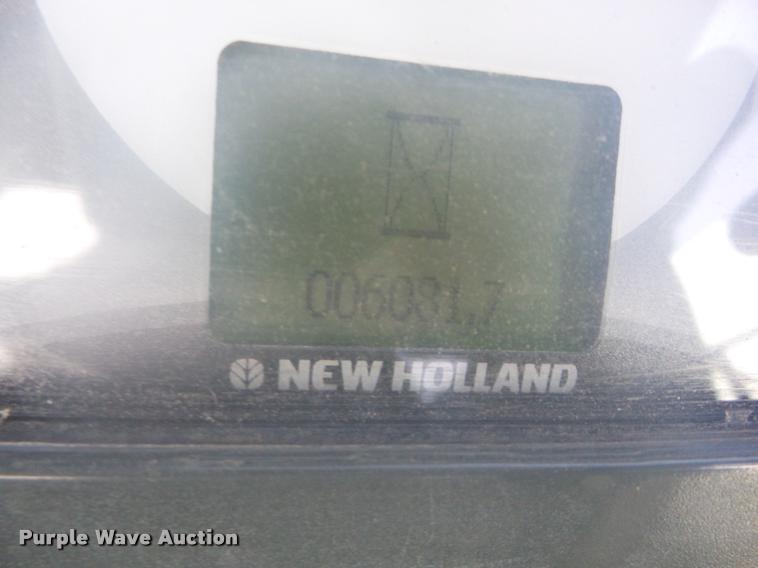 006081,7
NEW HOLLAND
Purple Wave Auction